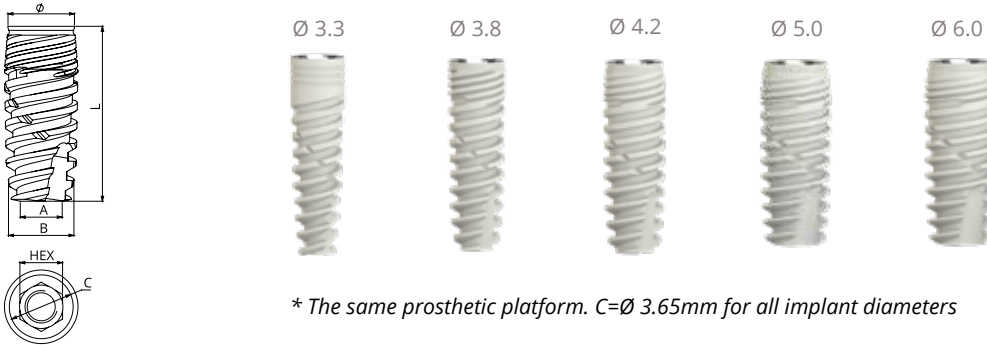 Ø
L
A
B
HEX
C
Ø 3.3
Ø 3.8
Ø 4.2
Ø 5.0
Ø 6.0
* The same prosthetic platform. C=Ø 3.65mm for all implant diameters